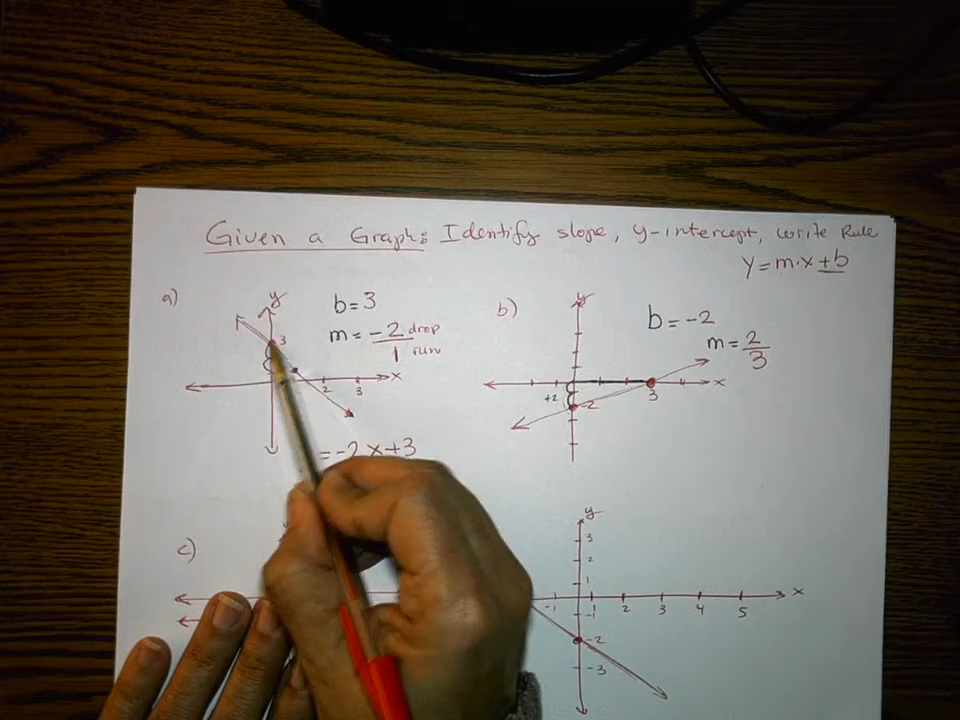 Given a Graph: Identify slope, y-intercept, write Rule
y = m·x + b
a)
y
3
2 3 x
b = 3
m = -2 drop
1 run
= -2x + 3
b)
y
+2
-2
3
x
b = -2
m = 2/3
c)
y
3
2
1
-1 1 2 3 4 5 x
-1
-2
-3